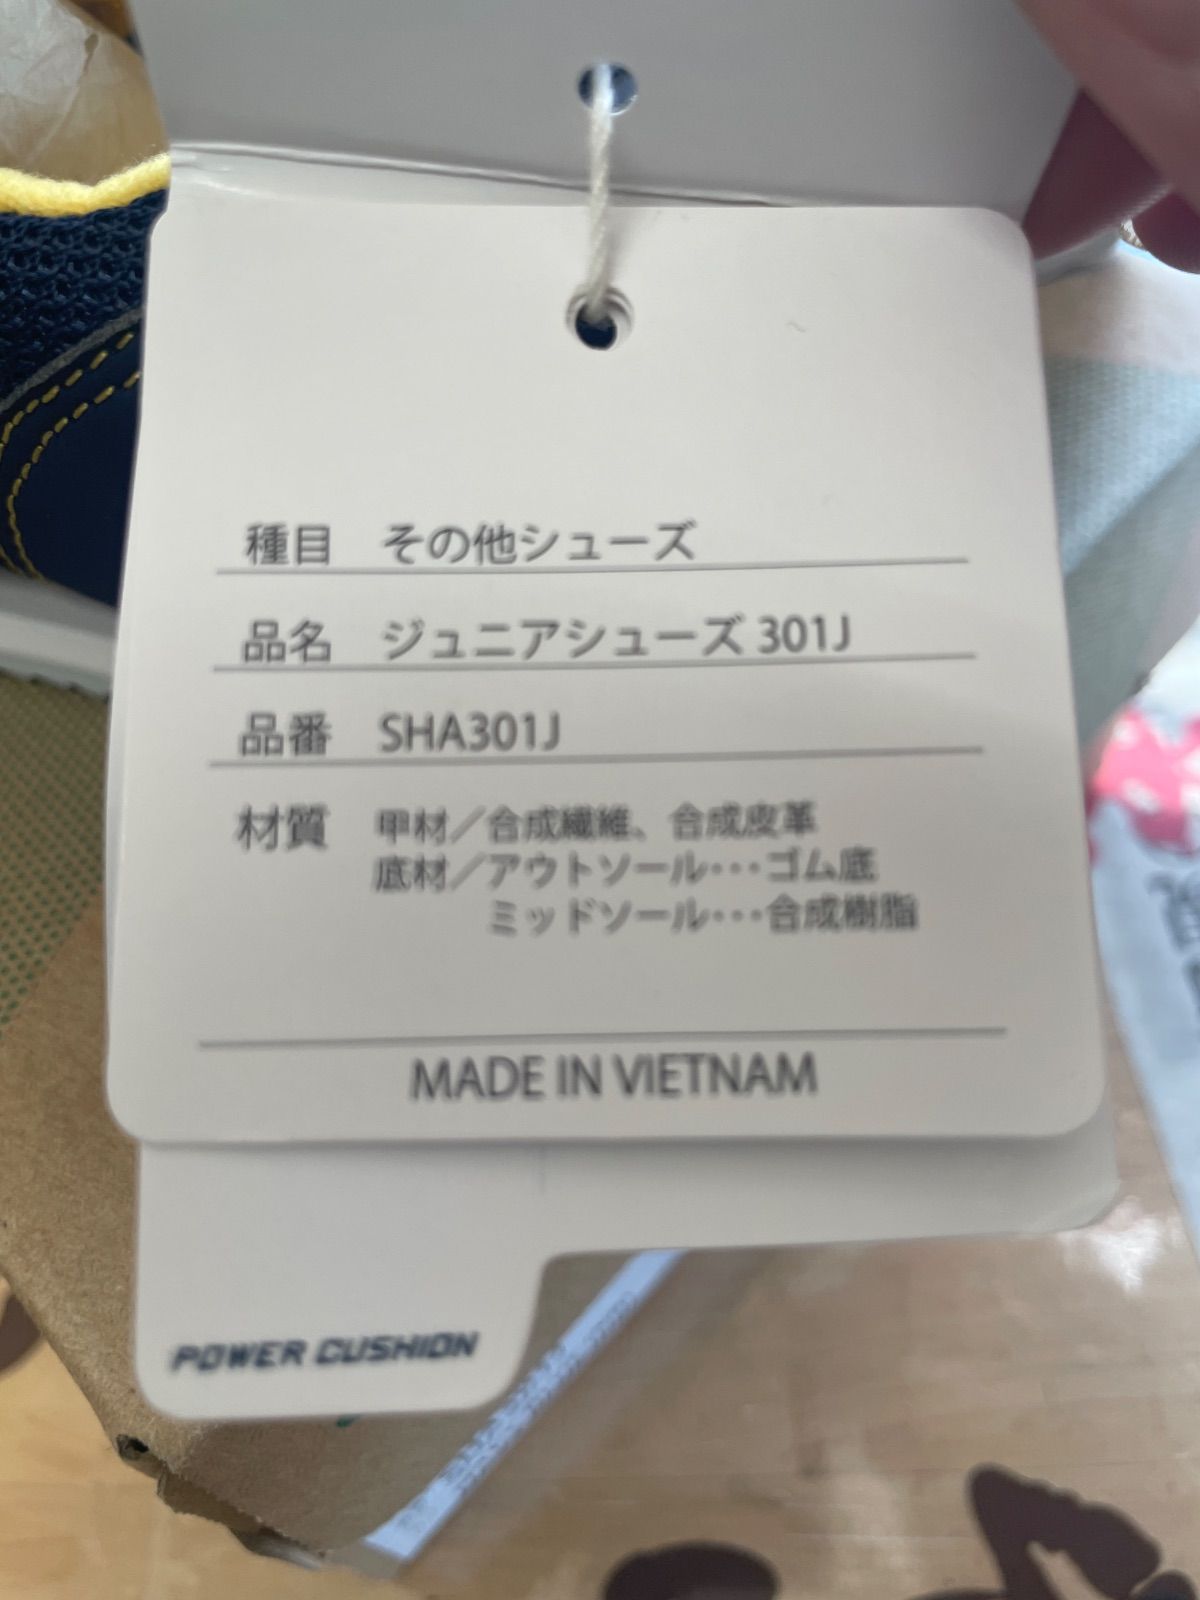 種目 その他シューズ
品名 ジュニアシューズ 301J
品番 SHA301J
材質 甲材／合成繊維、合成皮革
底材／アウトソール･･･ゴム底
ミッドソール･･･合成樹脂
MADE IN VIETNAM
POWER CUSHION